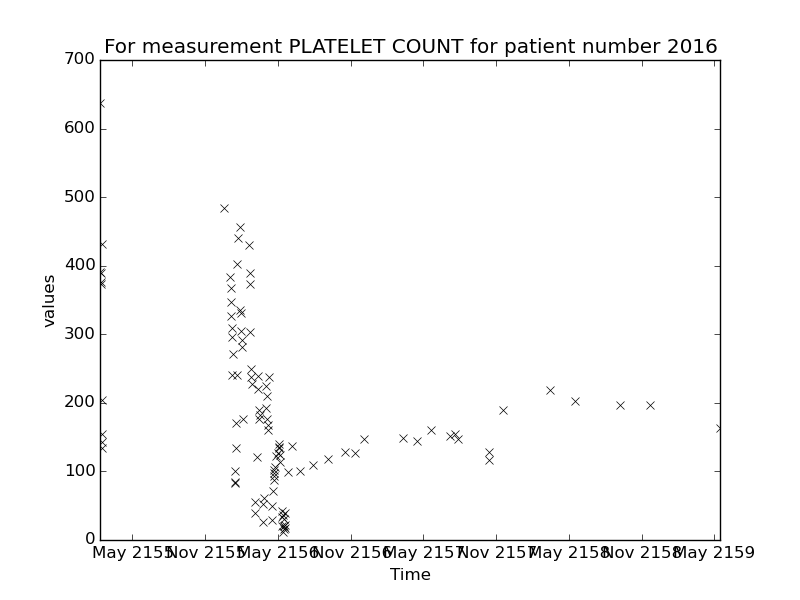 For measurement PLATELET COUNT for patient number 2016
700
600
500
400
300
200
100
0
values
May 2155 Nov 2155 May 2156 Nov 2156 May 2157 Nov 2157 May 2158 Nov 2158 May 2159
Time